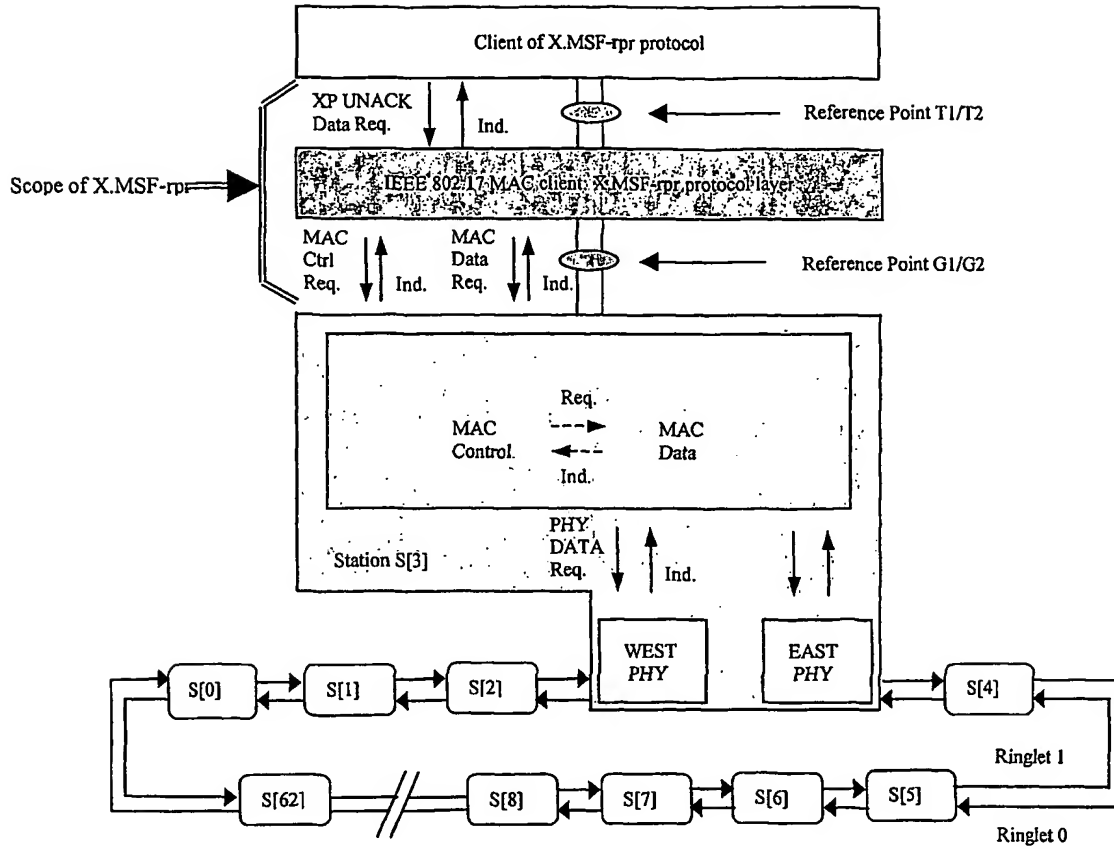 Client of X.MSF-rpr protocol
XP UNACK
Data Req.
Ind.
Reference Point T1/T2
Scope of X.MSF-rpr
IEEE 802.17 MAC client: X.MSF-rpr protocol layer
MAC
Ctrl
Req.
Ind.
MAC
Data
Req.
Ind.
Reference Point G1/G2
Req.
MAC
Control
MAC
Data
Ind.
Station S[3]
PHY
DATA
Req.
Ind.
WEST
PHY
EAST
PHY
S[0]
S[1]
S[2]
S[4]
Ringlet 1
S[62]
S[8]
S[7]
S[6]
S[5]
Ringlet 0